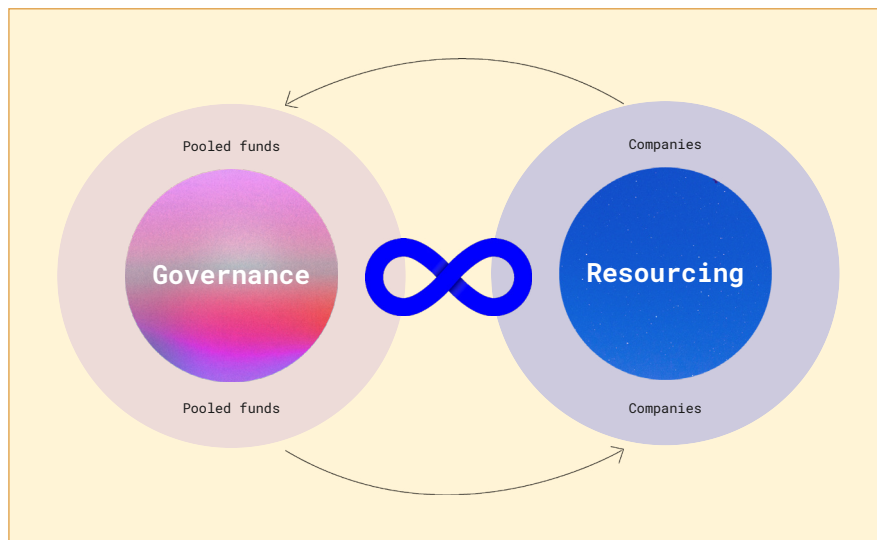 Pooled funds
Companies
Governance
Resourcing
Pooled funds
Companies